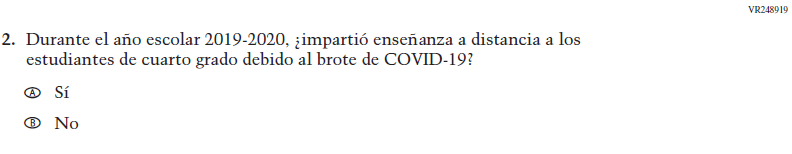 VR248919
2. Durante el año escolar 2019-2020, ¿impartió enseñanza a distancia a los
estudiantes de cuarto grado debido al brote de COVID-19?
Ⓐ Sí
Ⓑ No